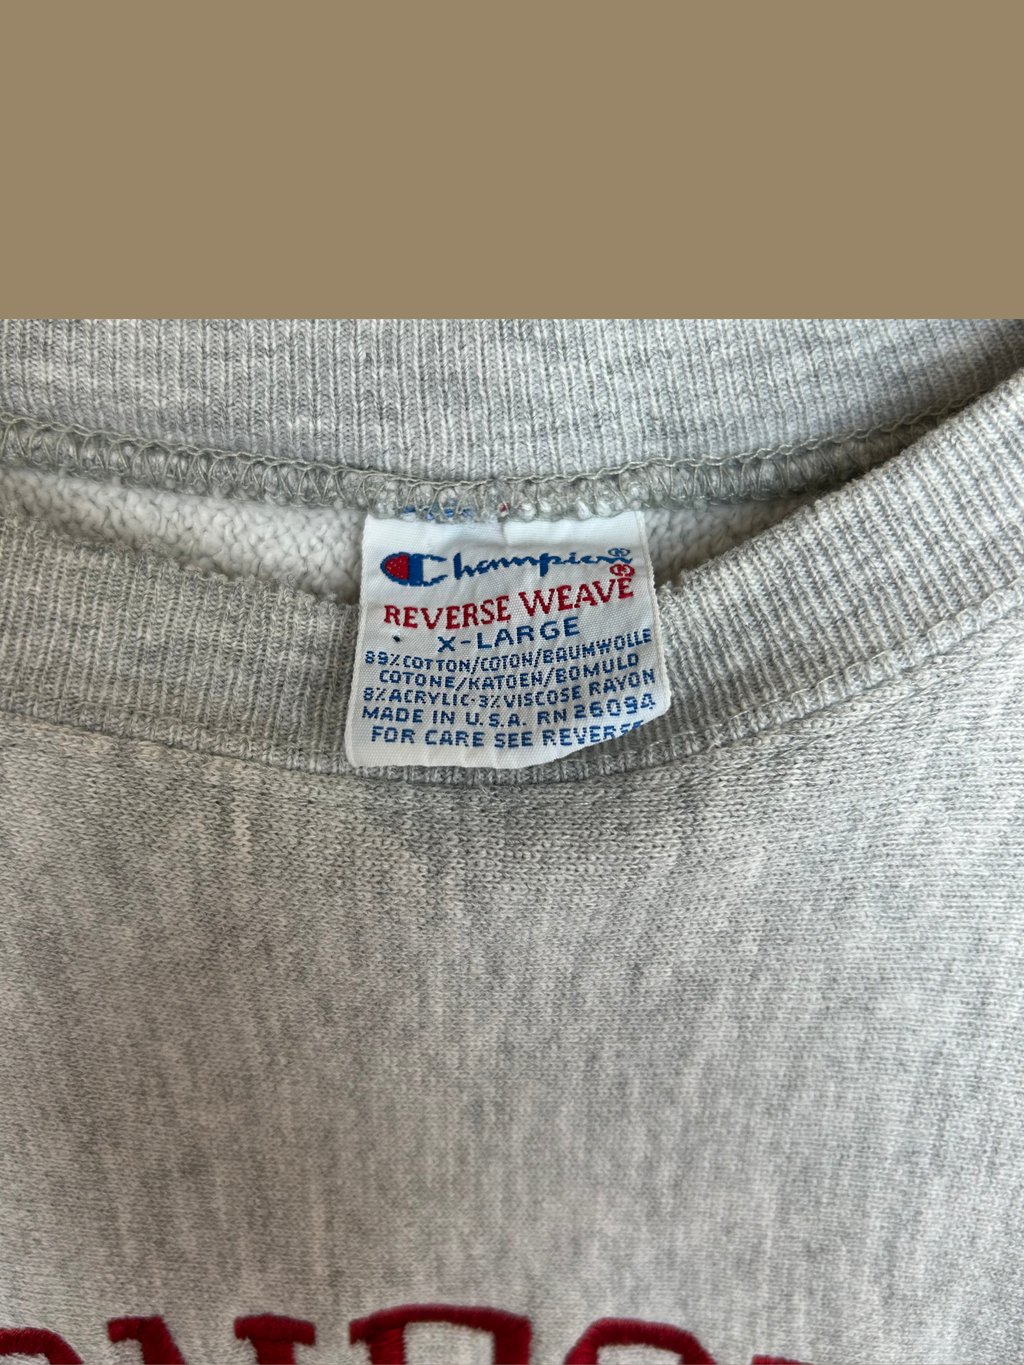 Champion®
REVERSE WEAVE®
X-LARGE
89% COTTON/COTON/BAUMWOLLE
COTONE/KATOEN/BOMULD
8% ACRYLIC-3% VISCOSE RAYON
MADE IN U.S.A. RN 26094
FOR CARE SEE REVERSE